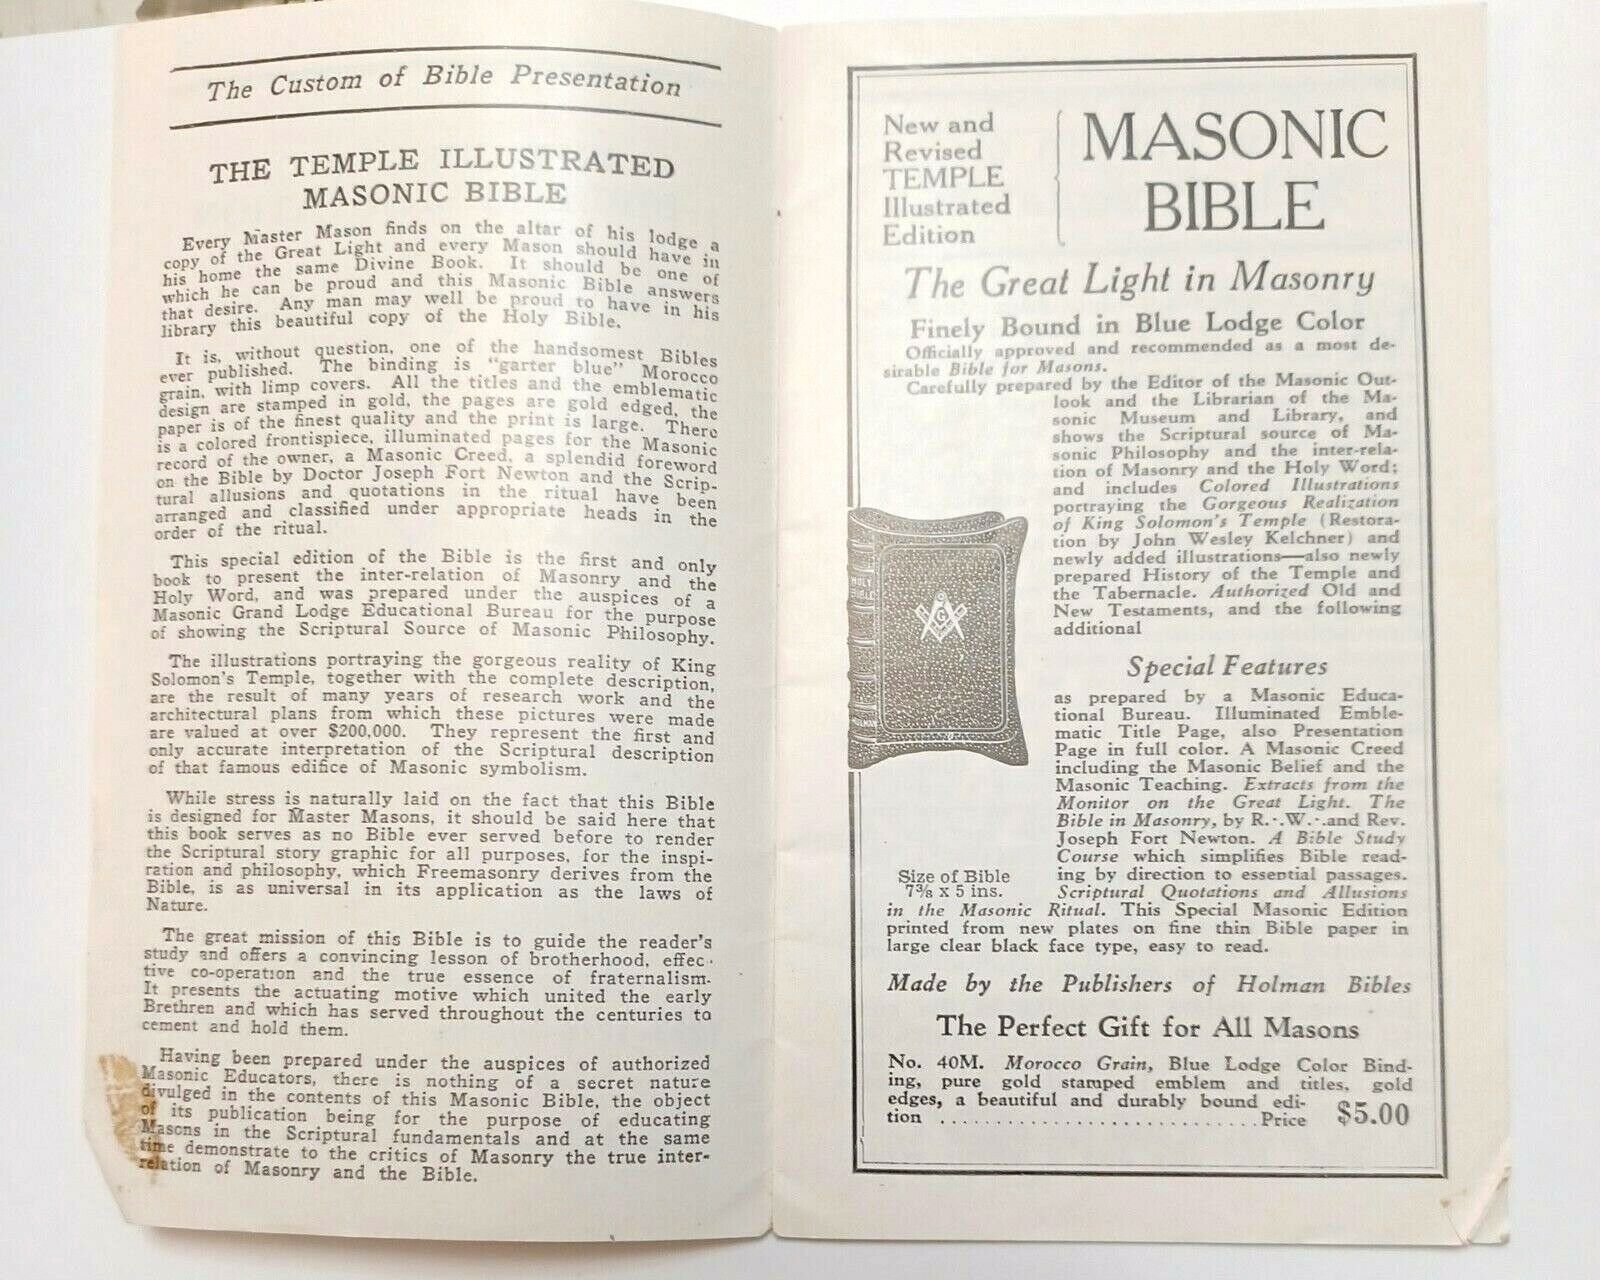 The Custom of Bible Presentation
THE TEMPLE ILLUSTRATED
MASONIC BIBLE
Every Master Mason finds on the altar of his lodge a
copy of the Great Light and every Mason should have in
his home the same Divine Book. It should be one of
which he can be proud and this Masonic Bible answers
that desire. Any man may well be proud to have in his
library this beautiful copy of the Holy Bible.
It is, without question, one of the handsomest Bibles
ever published. The binding is "garter blue" Morocco
grain, with limp covers. All the titles and the emblematic
design are stamped in gold, the pages are gold edged, the
paper is of the finest quality and the print is large. There
is a colored frontispiece, illuminated pages for the Masonic
record of the owner, a Masonic Creed, a splendid foreword
on the Bible by Doctor Joseph Fort Newton and the Scrip-
tural allusions and quotations in the ritual have been
arranged and classified under appropriate heads in the
order of the ritual.
This special edition of the Bible is the first and only
book to present the inter-relation of Masonry and the
Holy Word, and was prepared under the auspices of a
Masonic Grand Lodge Educational Bureau for the purpose
of showing the Scriptural Source of Masonic Philosophy.
The illustrations portraying the gorgeous reality of King
Solomon's Temple, together with the complete description,
are the result of many years of research work and the
architectural plans from which these pictures were made
are valued at over $200,000. They represent the first and
only accurate interpretation of the Scriptural description
of that famous edifice of Masonic symbolism.
While stress is naturally laid on the fact that this Bible
is designed for Master Masons, it should be said here that
this book serves as no Bible ever served before to render
the Scriptural story graphic for all purposes, for the inspi-
ration and philosophy, which Freemasonry derives from the
Bible, is as universal in its application as the laws of
Nature.
The great mission of this Bible is to guide the reader's
study and offers a convincing lesson of brotherhood, effec-
tive co-operation and the true essence of fraternalism.
It presents the actuating motive which united the early
Brethren and which has served throughout the centuries to
cement and hold them.
Having been prepared under the auspices of authorized
Masonic Educators, there is nothing of a secret nature
divulged in the contents of this Masonic Bible, the object
of its publication being for the purpose of educating
Masons in the Scriptural fundamentals and at the same
time demonstrate to the critics of Masonry the true inter-
relation of Masonry and the Bible.
New and
Revised
TEMPLE
Illustrated
Edition
MASONIC
BIBLE
The Great Light in Masonry
Finely Bound in Blue Lodge Color
Officially approved and recommended as a most de-
sirable Bible for Masons.
Carefully prepared by the Editor of the Masonic Out-
look and the Librarian of the Ma-
sonic Museum and Library, and
shows the Scriptural source of Ma-
sonic Philosophy and the inter-rela-
tion of Masonry and the Holy Word;
and includes Colored Illustrations
portraying the Gorgeous Realization
of King Solomon's Temple (Restora-
tion by John Wesley Kelchner) and
newly added illustrations—also newly
prepared History of the Temple and
the Tabernacle. Authorized Old and
New Testaments, and the following
additional
HOLY
BIBLE
G
Special Features
as prepared by a Masonic Educa-
tional Bureau. Illuminated Emble-
matic Title Page, also Presentation
Page in full color. A Masonic Creed
including the Masonic Belief and the
Masonic Teaching. Extracts from the
Monitor on the Great Light. The
Bible in Masonry, by R.·.W.·.and Rev.
Joseph Fort Newton. A Bible Study
Course which simplifies Bible read-
ing by direction to essential passages.
Size of Bible
7⅜ x 5 ins.
Scriptural Quotations and Allusions
in the Masonic Ritual. This Special Masonic Edition
printed from new plates on fine thin Bible paper in
large clear black face type, easy to read.
Made by the Publishers of Holman Bibles
The Perfect Gift for All Masons
No. 40M. Morocco Grain, Blue Lodge Color Bind-
ing, pure gold stamped emblem and titles, gold
edges, a beautiful and durably bound edi-
tion ............................Price $5.00